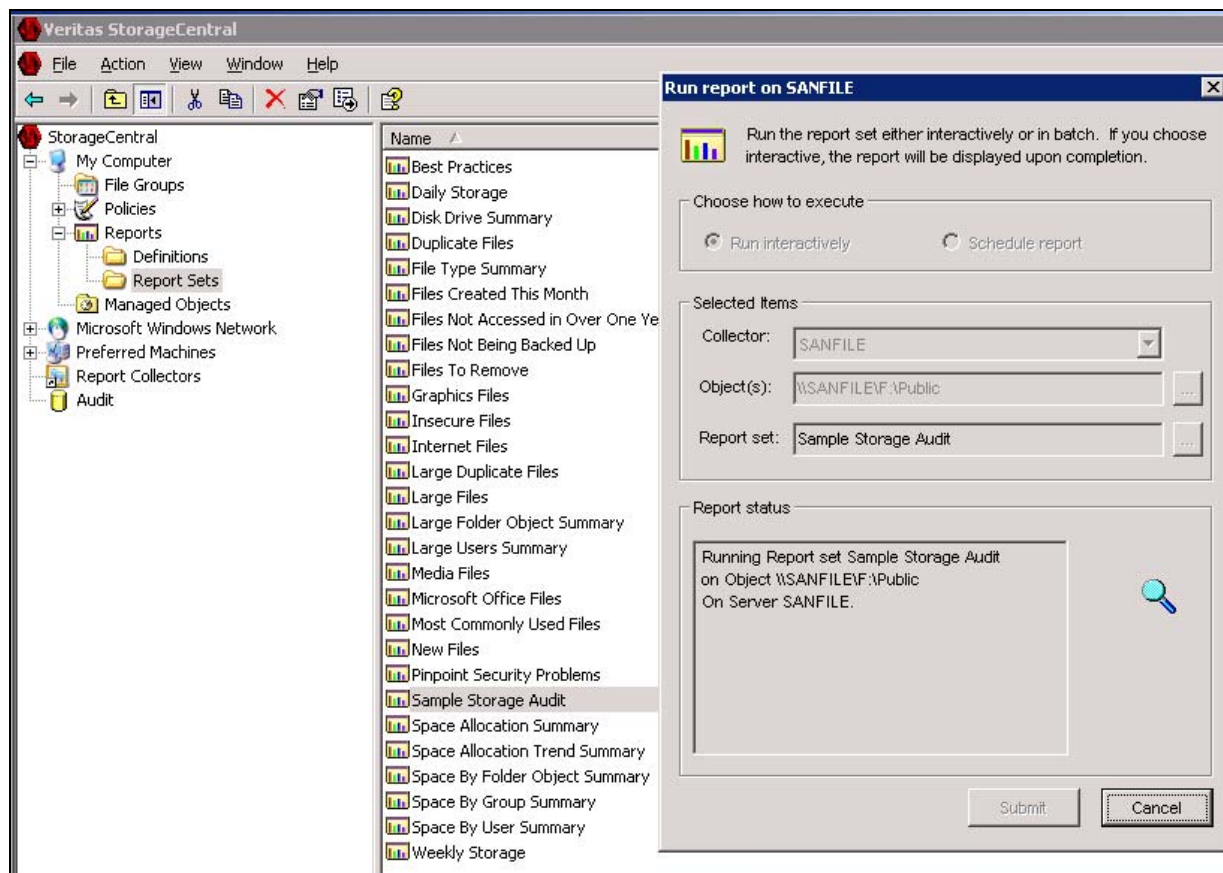 Veritas StorageCentral
File Action View Window Help
StorageCentral
My Computer
File Groups
Policies
Reports
Definitions
Report Sets
Managed Objects
Microsoft Windows Network
Preferred Machines
Report Collectors
Audit
Name
Best Practices
Daily Storage
Disk Drive Summary
Duplicate Files
File Type Summary
Files Created This Month
Files Not Accessed in Over One Ye
Files Not Being Backed Up
Files To Remove
Graphics Files
Insecure Files
Internet Files
Large Duplicate Files
Large Files
Large Folder Object Summary
Large Users Summary
Media Files
Microsoft Office Files
Most Commonly Used Files
New Files
Pinpoint Security Problems
Sample Storage Audit
Space Allocation Summary
Space Allocation Trend Summary
Space By Folder Object Summary
Space By Group Summary
Space By User Summary
Weekly Storage
Run report on SANFILE
Run the report set either interactively or in batch. If you choose
interactive, the report will be displayed upon completion.
Choose how to execute
Run interactively
Schedule report
Selected Items
Collector: SANFILE
Object(s): \\SANFILE\F:\Public ...
Report set: Sample Storage Audit ...
Report status
Running Report set Sample Storage Audit
on Object \\SANFILE\F:\Public
On Server SANFILE.
Submit Cancel